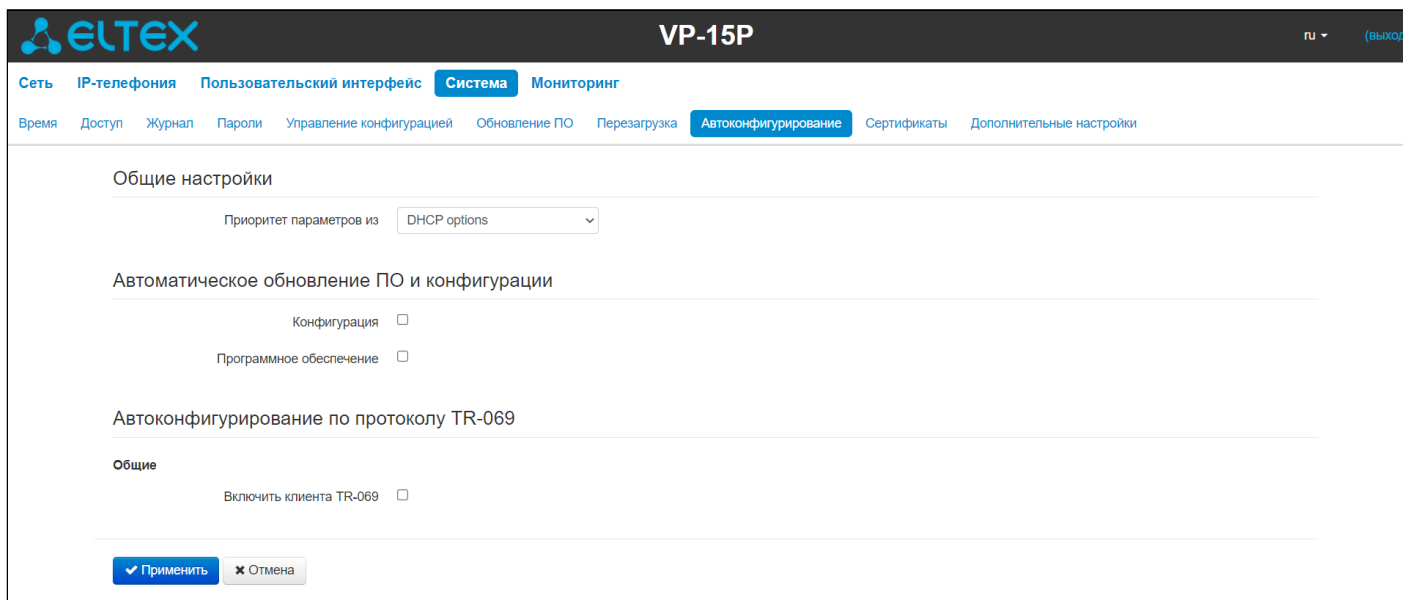 ELTEX VP-15P ru (выход
Сеть IP-телефония Пользовательский интерфейс Система Мониторинг
Время Доступ Журнал Пароли Управление конфигурацией Обновление ПО Перезагрузка Автоконфигурирование Сертификаты Дополнительные настройки
Общие настройки
Приоритет параметров из DHCP options
Автоматическое обновление ПО и конфигурации
Конфигурация
Программное обеспечение
Автоконфигурирование по протоколу TR-069
Общие
Включить клиента TR-069
Применить Отмена